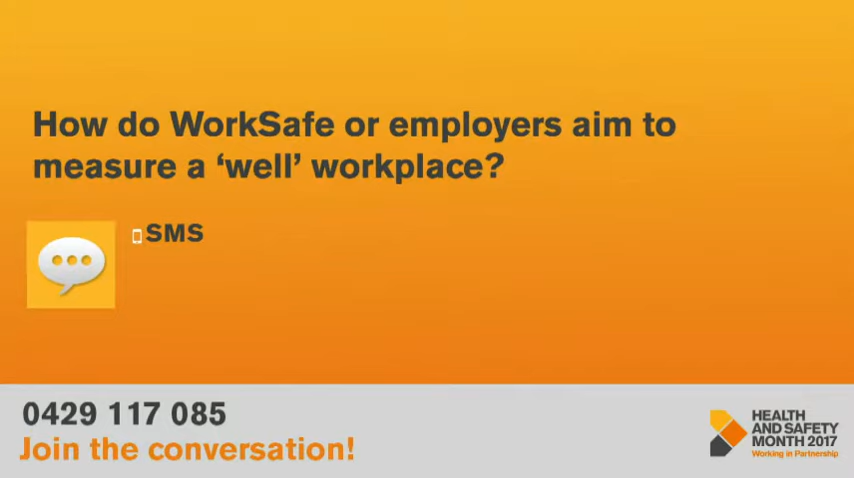 How do WorkSafe or employers aim to
measure a ‘well’ workplace?
SMS
0429 117 085
Join the conversation!
HEALTH
AND SAFETY
MONTH 2017
Working in Partnership